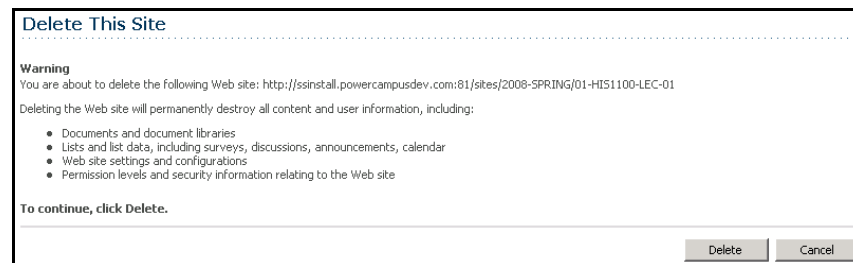 Delete This Site
Warning
You are about to delete the following Web site: http://ssinstall.powercampusdev.com:81/sites/2008-SPRING/01-HIS1100-LEC-01
Deleting the Web site will permanently destroy all content and user information, including:
Documents and document libraries
Lists and list data, including surveys, discussions, announcements, calendar
Web site settings and configurations
Permission levels and security information relating to the Web site
To continue, click Delete.
Delete Cancel